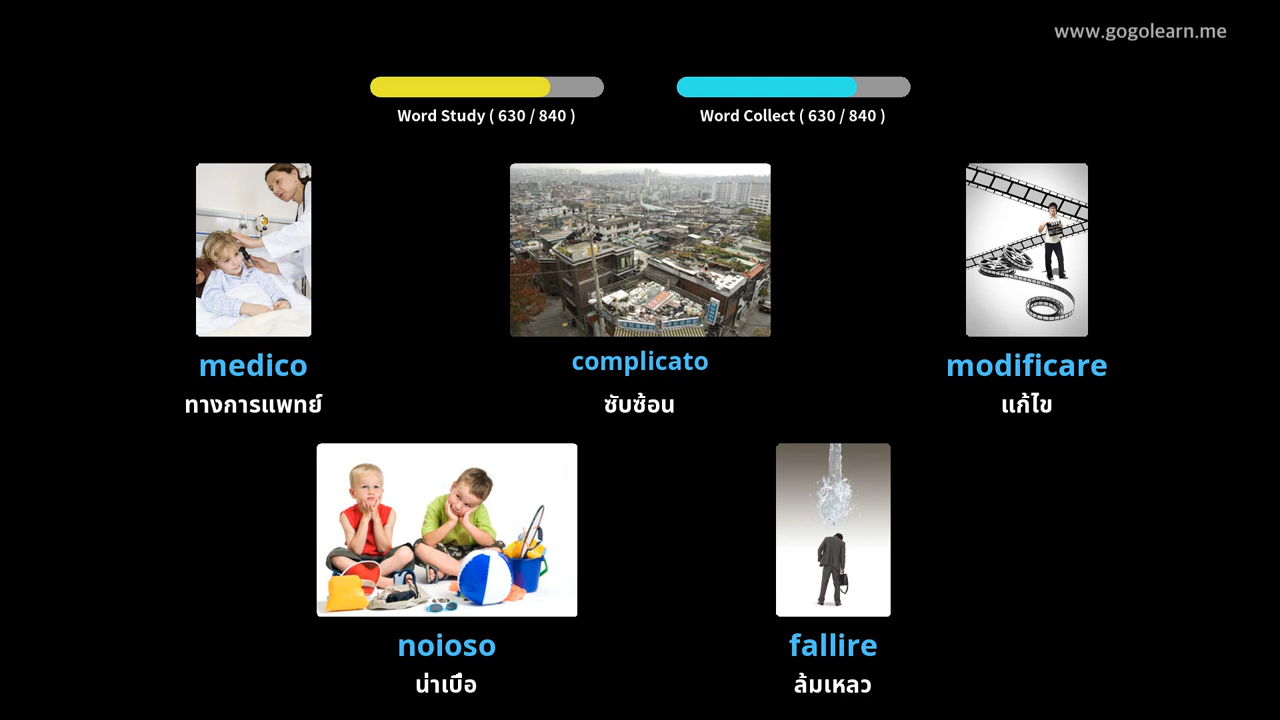 www.gogolearn.me
Word Study ( 630 / 840 )
Word Collect ( 630 / 840 )
medico
ทางการแพทย์
complicato
ซับซ้อน
modificare
แก้ไข
noioso
น่าเบื่อ
fallire
ล้มเหลว